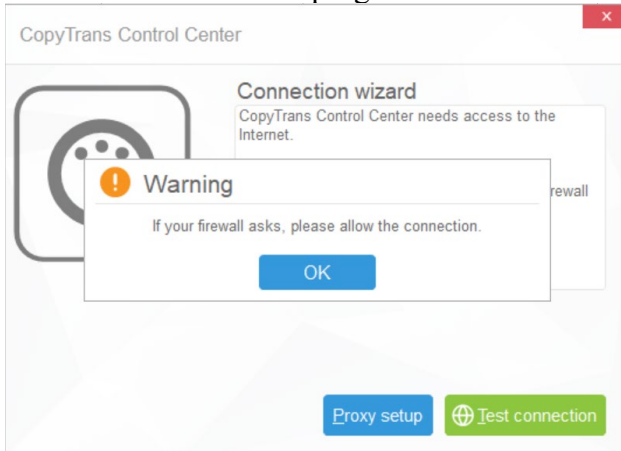 CopyTrans Control Center
Connection wizard
CopyTrans Control Center needs access to the
Internet.
Warning
If your firewall asks, please allow the connection.
OK
Proxy setup
Test connection